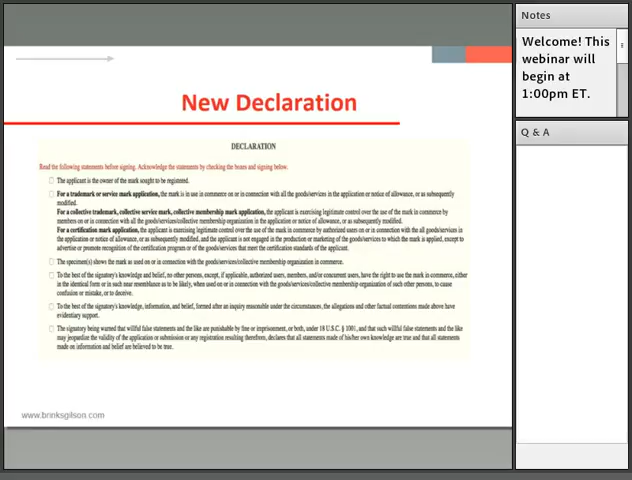 Notes
Welcome! This
webinar will
begin at
1:00pm ET.
Q & A
New Declaration
DECLARATION
Read the following statements before signing. Acknowledge the statements by checking the boxes and signing below.
The applicant is the owner of the mark sought to be registered.
For a trademark or service mark application, the mark is in use in commerce on or in connection with all the goods/services in the application or notice of allowance, or as subsequently
modified.
For a collective trademark, collective service mark, collective membership mark application, the applicant is exercising legitimate control over the use of the mark in commerce by
members on or in connection with all the goods/services/collective membership organization in the application or notice of allowance, or as subsequently modified.
For a certification mark application, the applicant is exercising legitimate control over the use of the mark in commerce by authorized users on or in connection with the all goods/services in
the application or notice of allowance, or as subsequently modified, and the applicant is not engaged in the production or marketing of the goods/services to which the mark is applied, except to
advertise or promote recognition of the certification program or of the goods/services that meet the certification standards of the applicant.
The specimen(s) shows the mark as used on or in connection with the goods/services/collective membership organization in commerce.
To the best of the signatory's knowledge and belief, no other persons, except, if applicable, authorized users, members, and/or concurrent users, have the right to use the mark in commerce, either
in the identical form or in such near resemblance as to be likely, when used on or in connection with the goods/services/collective membership organization of such other persons, to cause
confusion or mistake, or to deceive.
To the best of the signatory's knowledge, information, and belief, formed after an inquiry reasonable under the circumstances, the allegations and other factual contentions made above have
evidentiary support.
The signatory being warned that willful false statements and the like are punishable by fine or imprisonment, or both, under 18 U.S.C. § 1001, and that such willful false statements and the like
may jeopardize the validity of the application or submission or any registration resulting therefrom, declares that all statements made of his/her own knowledge are true and that all statements
made on information and belief are believed to be true.
www.brinksgilson.com